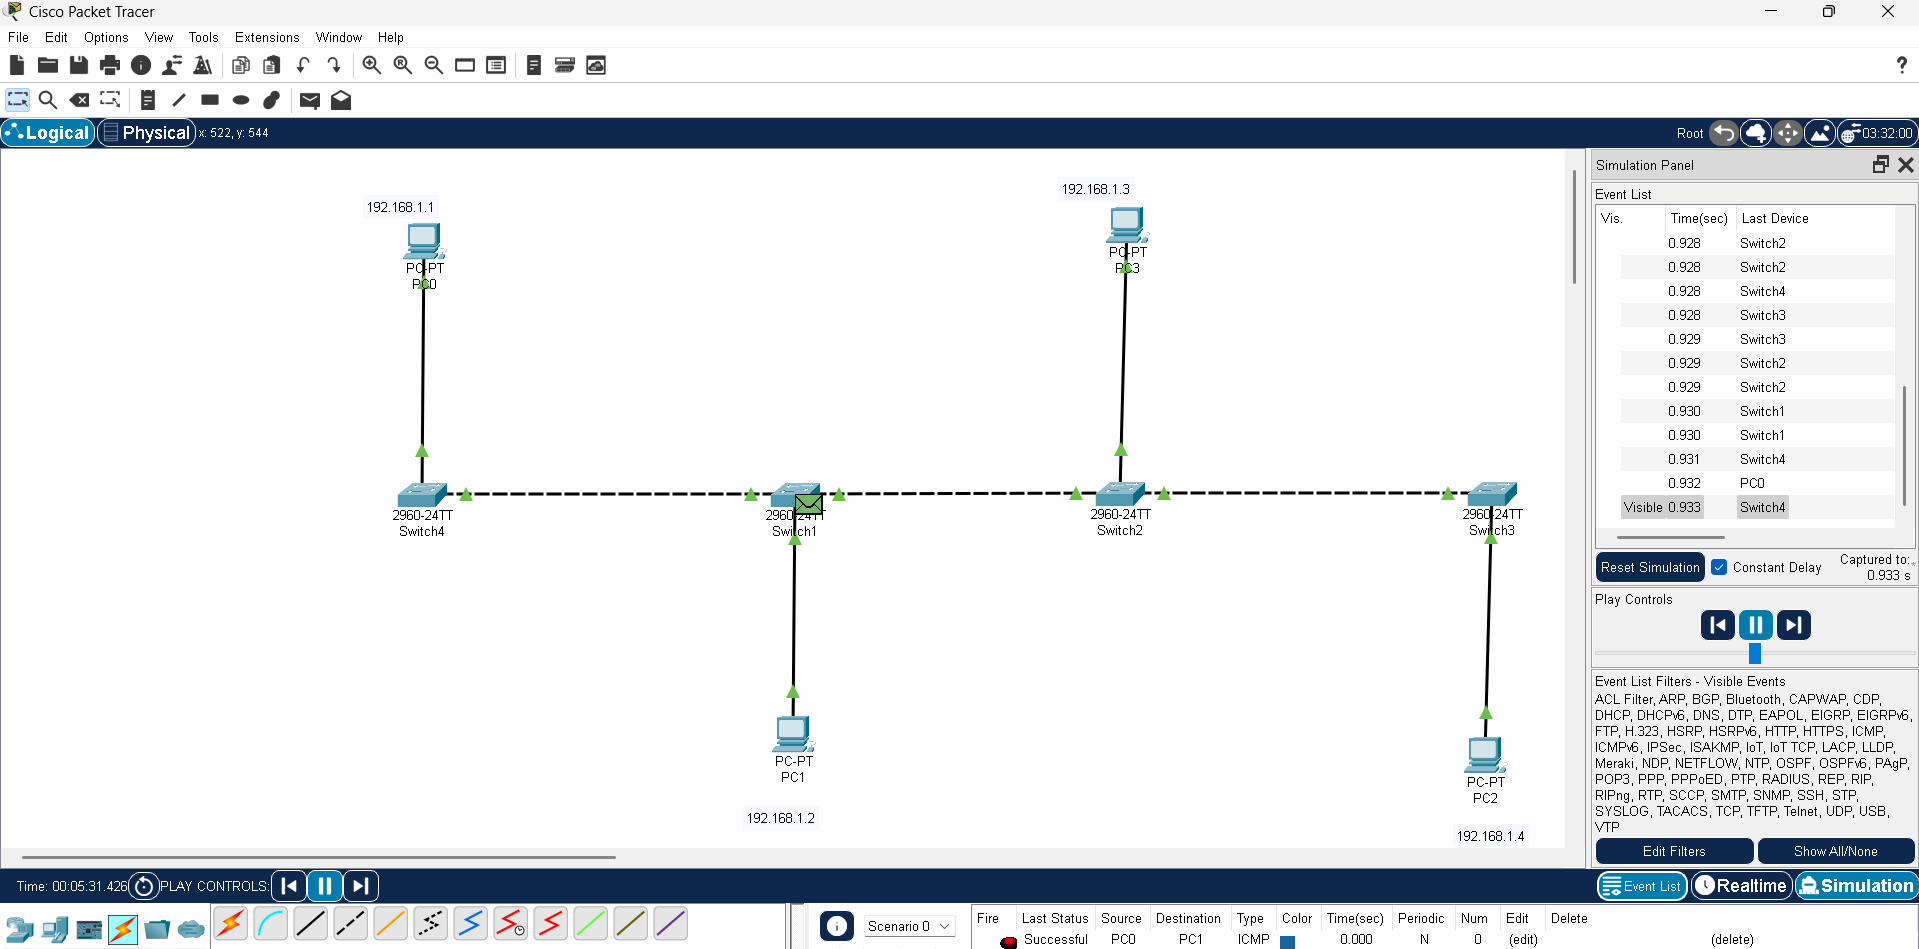 Cisco Packet Tracer
File Edit Options View Tools Extensions Window Help
Logical Physical x: 522, y: 544 Root 03:32:00
192.168.1.1
PC-PT
PC0
192.168.1.3
PC-PT
PC3
2960-24TT
Switch4
2960-24TT
Switch1
2960-24TT
Switch2
2960-24TT
Switch3
PC-PT
PC1
192.168.1.2
PC-PT
PC2
192.168.1.4
Simulation Panel
Event List
Vis. Time(sec) Last Device
0.928 Switch2
0.928 Switch2
0.928 Switch4
0.928 Switch3
0.929 Switch3
0.929 Switch2
0.929 Switch2
0.930 Switch1
0.930 Switch1
0.931 Switch4
0.932 PC0
Visible 0.933 Switch4
Reset Simulation Constant Delay Captured to:
0.933 s
Play Controls
Event List Filters - Visible Events
ACL Filter, ARP, BGP, Bluetooth, CAPWAP, CDP,
DHCP, DHCPv6, DNS, DTP, EAPOL, EIGRP, EIGRPv6,
FTP, H.323, HSRP, HSRPv6, HTTP, HTTPS, ICMP,
ICMPv6, IPSec, ISAKMP, IoT, IoT TCP, LACP, LLDP,
Meraki, NDP, NETFLOW, NTP, OSPF, OSPFv6, PAgP,
POP3, PPP, PPPoED, PTP, RADIUS, REP, RIP,
RIPng, RTP, SCCP, SMTP, SNMP, SSH, STP,
SYSLOG, TACACS, TCP, TFTP, Telnet, UDP, USB,
VTP
Edit Filters Show All/None
Time: 00:05:31.426 PLAY CONTROLS: Event List Realtime Simulation
Scenario 0
Fire Last Status Source Destination Type Color Time(sec) Periodic Num Edit Delete
Successful PC0 PC1 ICMP 0.000 N 0 (edit) (delete)